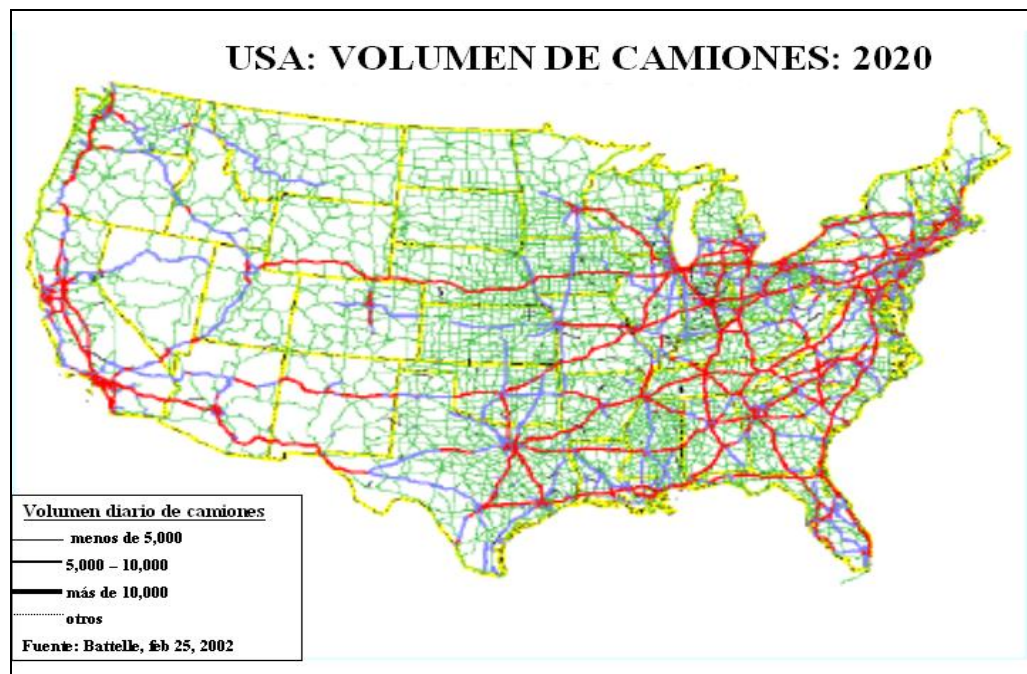 USA: VOLUMEN DE CAMIONES: 2020
Volumen diario de camiones
menos de 5,000
5,000 – 10,000
más de 10,000
otros
Fuente: Battelle, feb 25, 2002